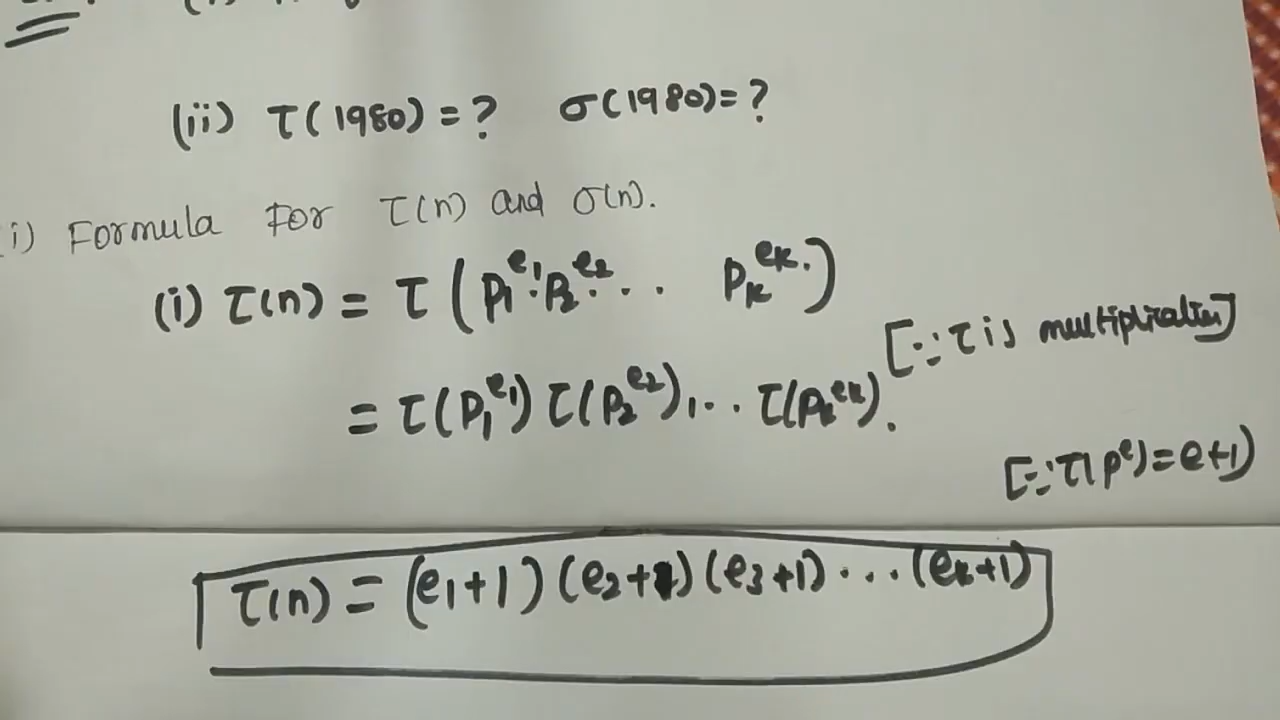 (ii) τ(1980) = ? σ(1980) = ?
i) Formula For τ(n) and σ(n).
(i) τ(n) = τ(p₁^e₁ · p₂^e₂ · . . pₖ^eₖ.)
[∵ τ is multiplicative]
= τ(p₁^e₁) τ(p₂^e₂), . . . τ(pₖ^eₖ).
[∵ τ(p^e) = e+1)
τ(n) = (e₁+1) (e₂+1) (e₃+1) . . . (eₖ+1)